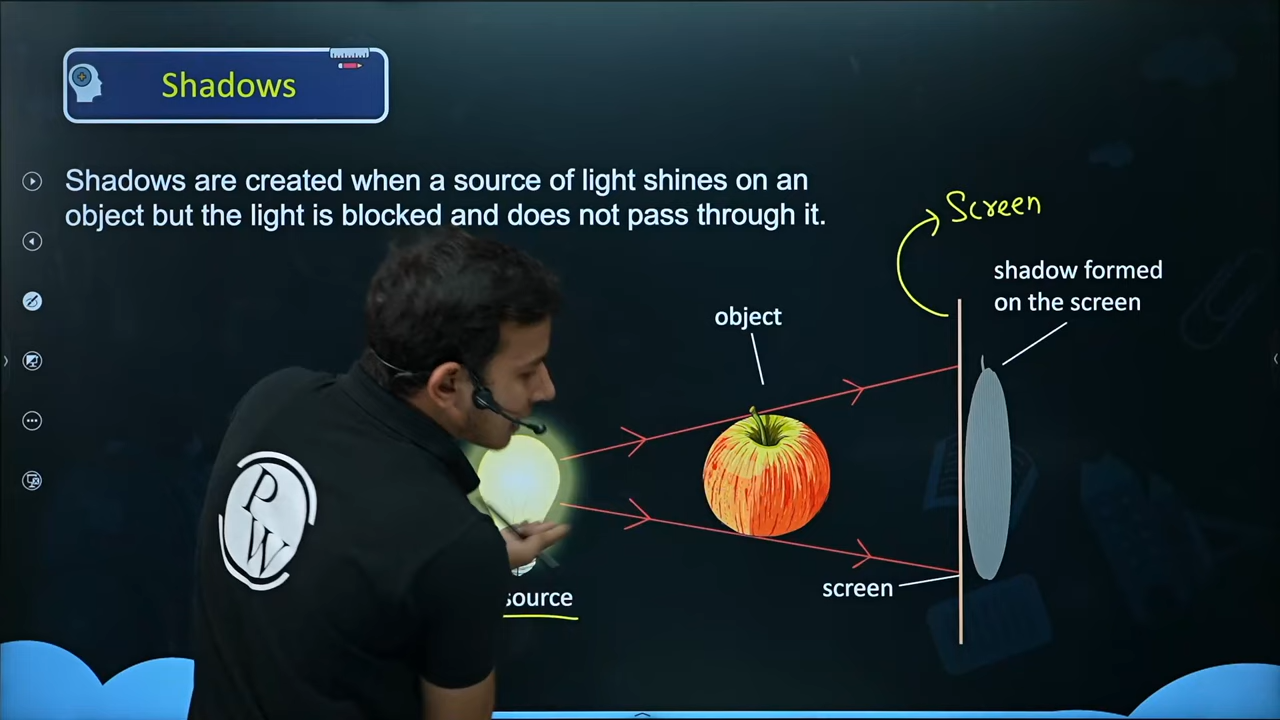 Shadows
Shadows are created when a source of light shines on an
object but the light is blocked and does not pass through it.
Screen
shadow formed
on the screen
object
screen
source
P
W